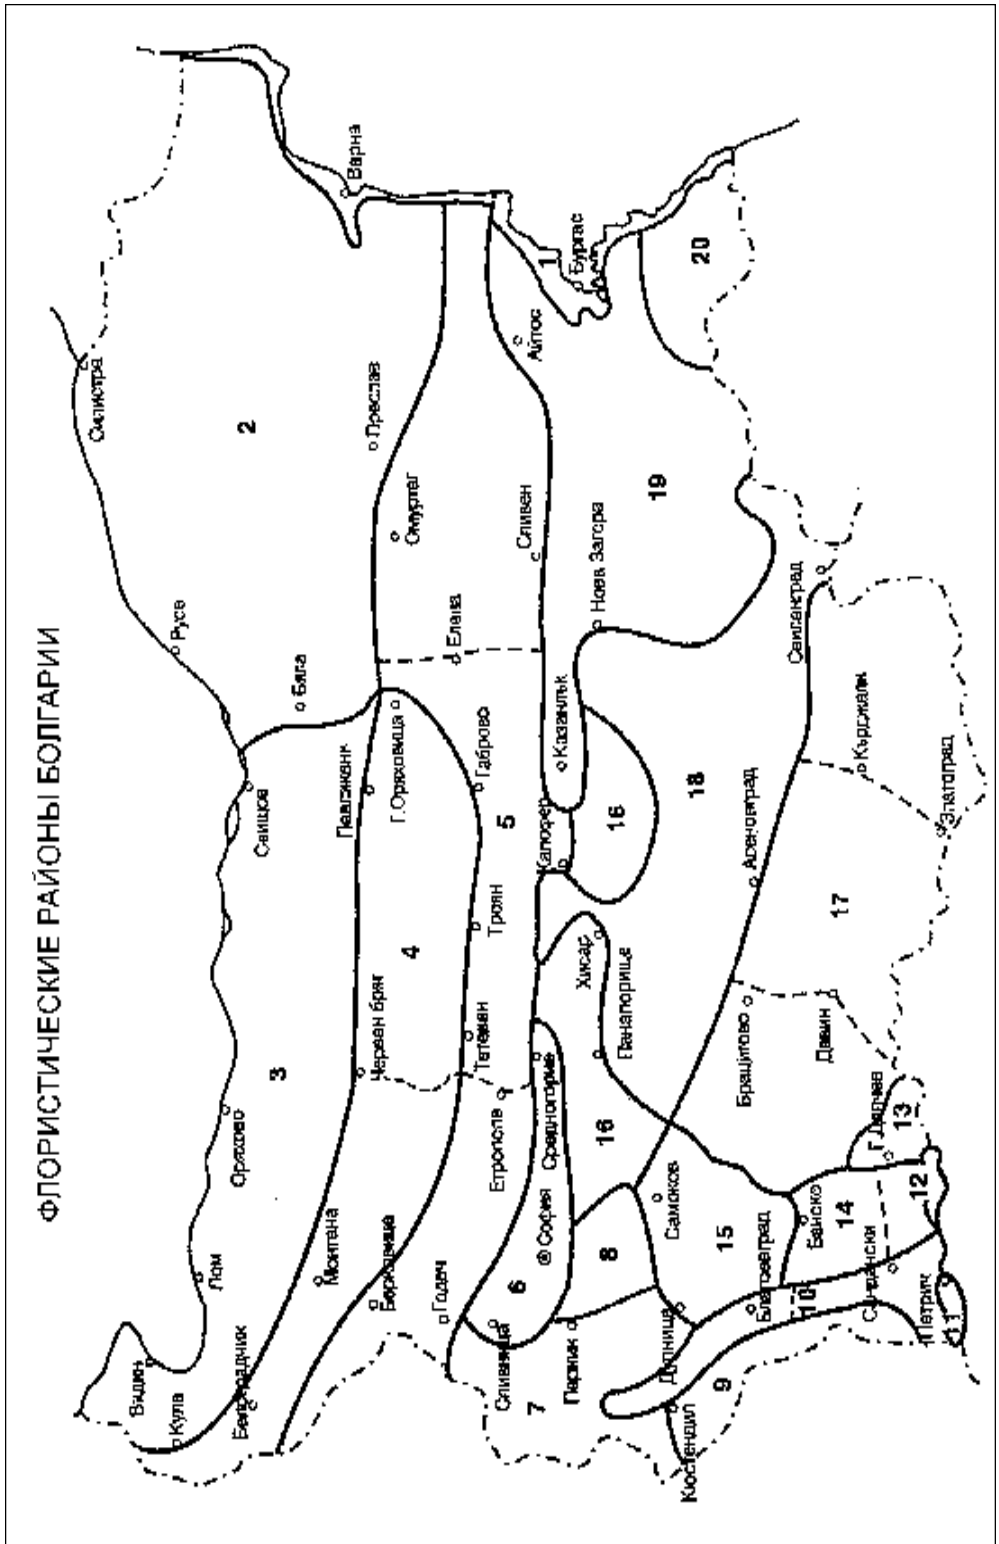 ФЛОРИСТИЧЕСКИЕ РАЙОНЫ БОЛГАРИИ
Видин
Кула
Белоградчик
Лом
Монтана
Берковица
Годеч
Оряхово
Червен бряг
Тетевен
Етрополе
Свищов
Павликени
Г.Оряховица
Габрово
Троян
Русе
Бяла
Елена
Силистра
Преслав
Омуртаг
Сливен
Варна
Айтос
Бургас
Нова Загора
Казанлък
Калофер
Хисар
Панагюрище
Средногорие
София
Сливница
Перник
Самоков
Дупница
Кюстендил
Благоевград
Банско
Г.Делчев
Сандански
Петрич
Брацигово
Девин
Асеновград
Свиленград
Кърджали
Златоград
1
2
3
4
5
6
7
8
9
10
11
12
13
14
15
16
16
17
18
19
20